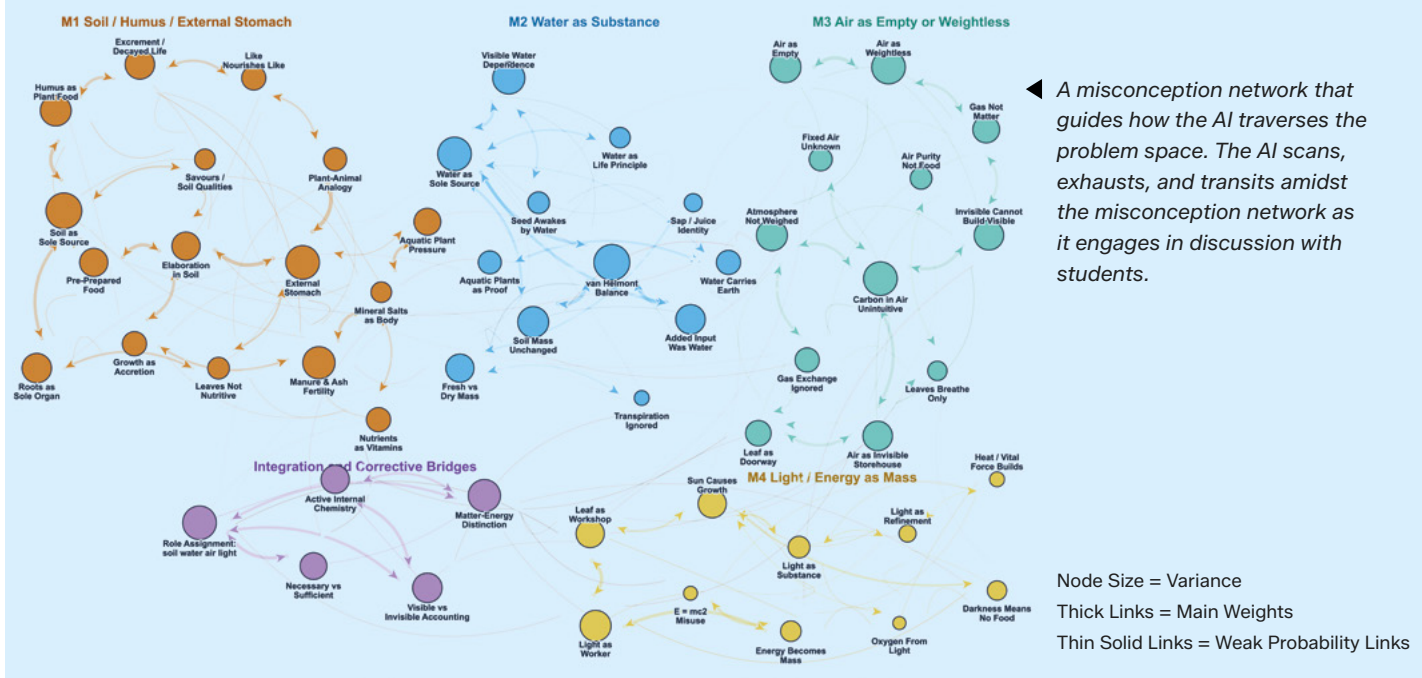 M1 Soil / Humus / External Stomach
Excrement /
Decayed Life
Like
Nourishes Like
Humus as
Plant Food
Savours /
Soil Qualities
Plant-Animal
Analogy
Soil as
Sole Source
Pre-Prepared
Food
Elaboration
in Soil
External
Stomach
Aquatic Plant
Pressure
Mineral Salts
as Body
Roots as
Sole Organ
Growth as
Accretion
Leaves Not
Nutritive
Manure & Ash
Fertility
Nutrients
as Vitamins
M2 Water as Substance
Visible Water
Dependence
Water as
Sole Source
Water as
Life Principle
Seed Awakes
by Water
Sap / Juice
Identity
Aquatic Plants
as Proof
van Helmont
Balance
Water Carries
Earth
Soil Mass
Unchanged
Added Input
Was Water
Fresh vs
Dry Mass
Transpiration
Ignored
M3 Air as Empty or Weightless
Air as
Empty
Air as
Weightless
Gas Not
Matter
Fixed Air
Unknown
Air Purity
Not Food
Atmosphere
Not Weighed
Invisible Cannot
Build Visible
Carbon in Air
Unintuitive
Gas Exchange
Ignored
Leaves Breathe
Only
Leaf as
Doorway
Air as Invisible
Storehouse
Integration and Corrective Bridges
Active Internal
Chemistry
Matter-Energy
Distinction
Role Assignment:
soil water air light
Necessary vs
Sufficient
Visible vs
Invisible Accounting
M4 Light / Energy as Mass
Heat / Vital
Force Builds
Sun Causes
Growth
Leaf as
Workshop
Light as
Refinement
Light as
Substance
E = mc2
Misuse
Darkness Means
No Food
Light as
Worker
Energy Becomes
Mass
Oxygen From
Light
◀ A misconception network that
guides how the AI traverses the
problem space. The AI scans,
exhausts, and transits amidst
the misconception network as
it engages in discussion with
students.
Node Size = Variance
Thick Links = Main Weights
Thin Solid Links = Weak Probability Links